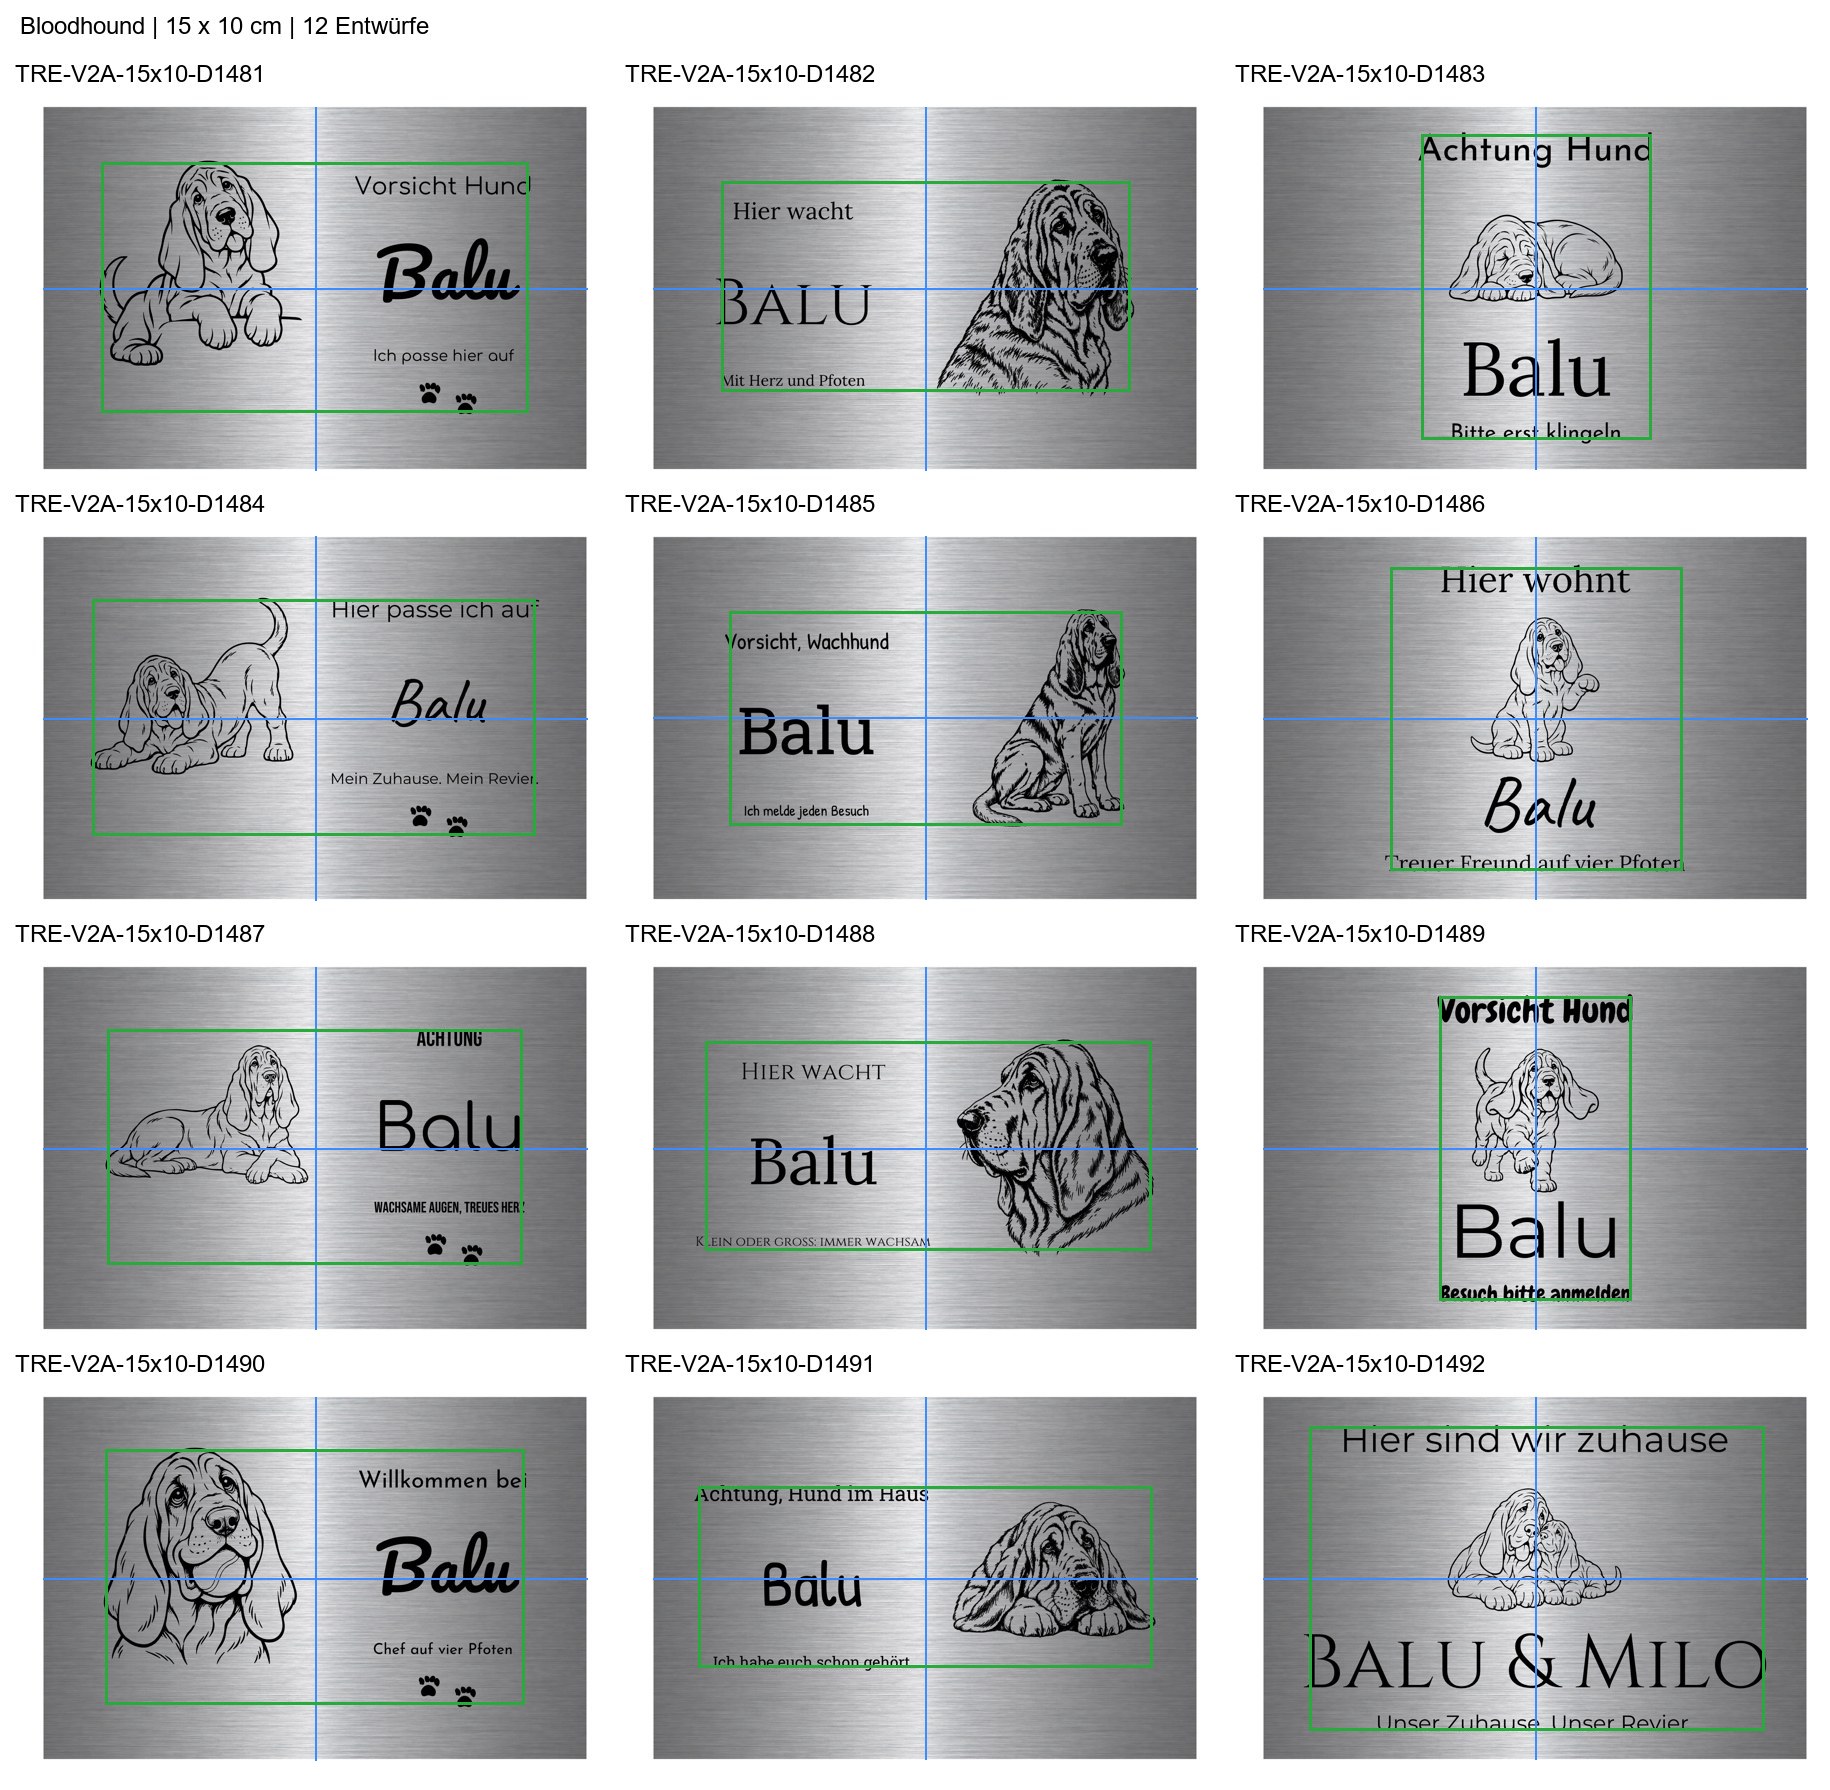 Bloodhound | 15 x 10 cm | 12 Entwürfe
TRE-V2A-15x10-D1481
Vorsicht Hund
Balu
Ich passe hier auf
TRE-V2A-15x10-D1482
Hier wacht
BALU
Mit Herz und Pfoten
TRE-V2A-15x10-D1483
Achtung Hund
Balu
Bitte erst klingeln
TRE-V2A-15x10-D1484
Hier passe ich auf
Balu
Mein Zuhause. Mein Revier.
TRE-V2A-15x10-D1485
Vorsicht, Wachhund
Balu
Ich melde jeden Besuch
TRE-V2A-15x10-D1486
Hier wohnt
Balu
Treuer Freund auf vier Pfoten
TRE-V2A-15x10-D1487
ACHTUNG
Balu
WACHSAME AUGEN, TREUES HERZ
TRE-V2A-15x10-D1488
HIER WACHT
Balu
KLEIN ODER GROSS: IMMER WACHSAM
TRE-V2A-15x10-D1489
Vorsicht Hund
Balu
Besuch bitte anmelden
TRE-V2A-15x10-D1490
Willkommen bei
Balu
Chef auf vier Pfoten
TRE-V2A-15x10-D1491
Achtung, Hund im Haus
Balu
Ich habe euch schon gehört
TRE-V2A-15x10-D1492
Hier sind wir zuhause
BALU & MILO
Unser Zuhause. Unser Revier.